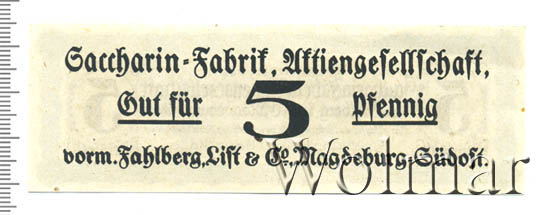 Saccharin-Fabrik, Aktiengesellschaft,
Gut für 5 Pfennig
vorm. Fahlberg, List & Co, Magdeburg-Südost.
Wolmar